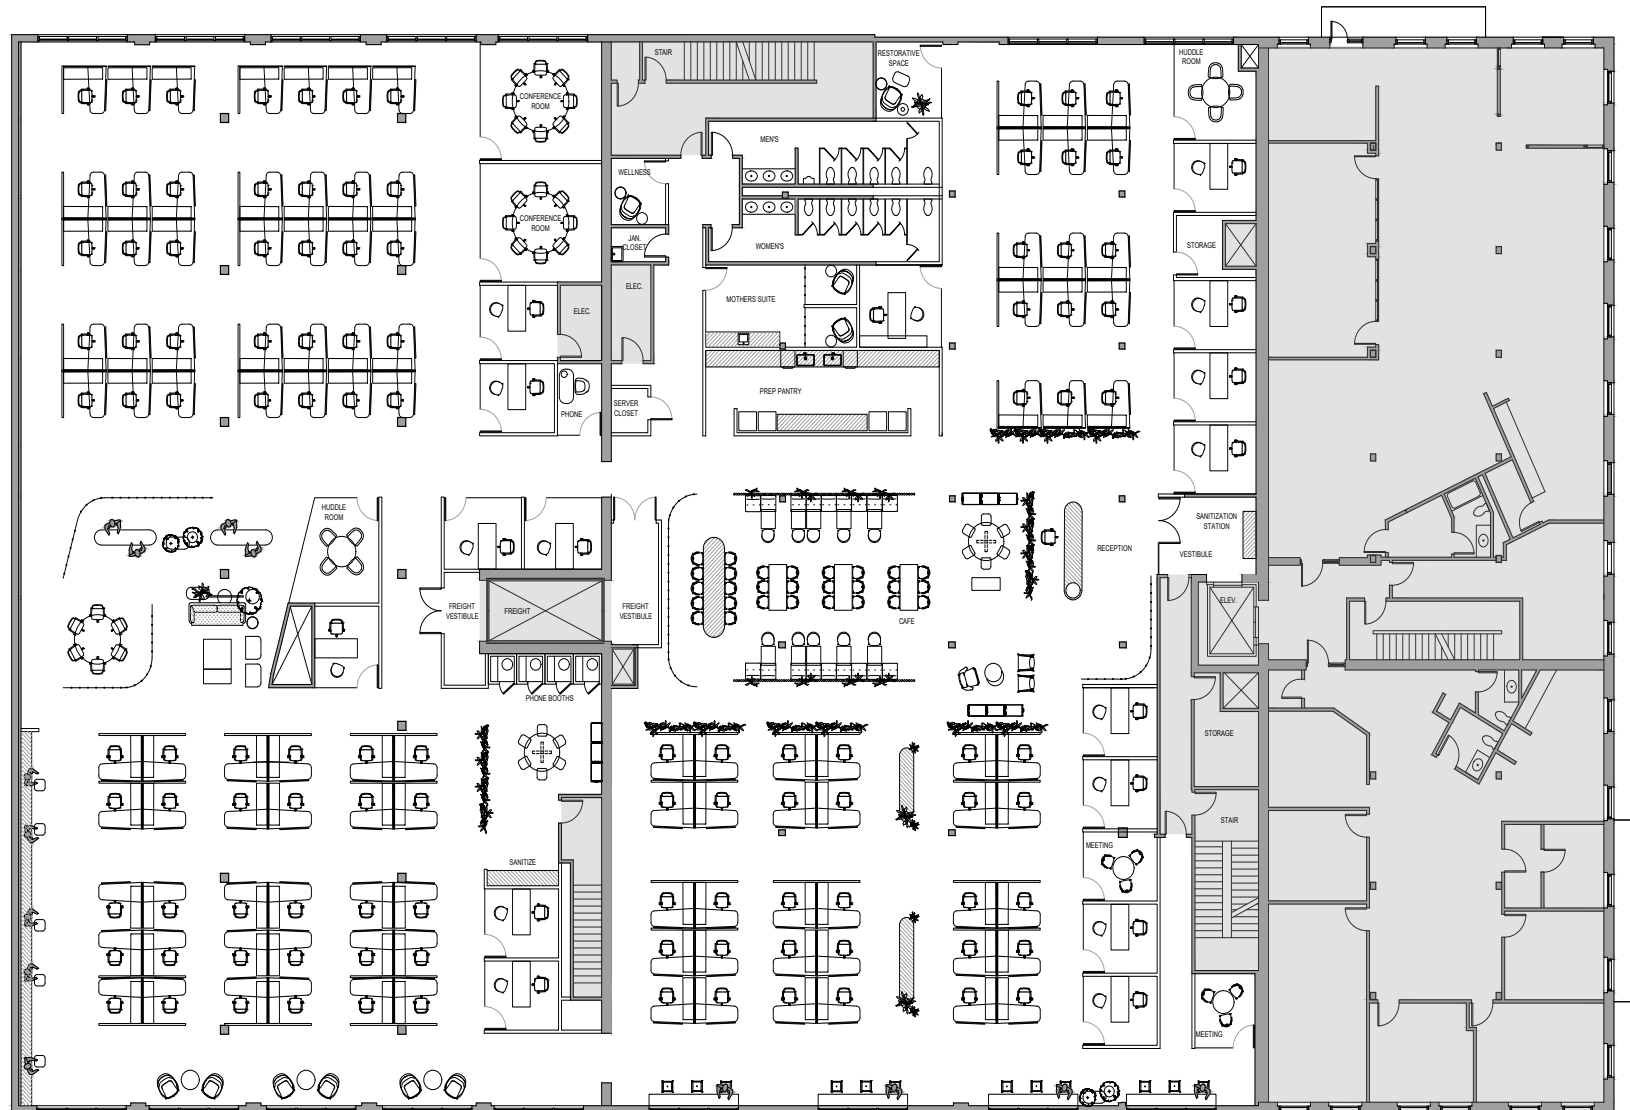 STAIR
RESTORATIVE
SPACE
HUDDLE
ROOM
CONFERENCE
ROOM
MEN'S
WELLNESS
CONFERENCE
ROOM
JAN.
CLOSET
WOMEN'S
STORAGE
ELEC.
ELEC.
MOTHERS SUITE
PREP PANTRY
PHONE
SERVER
CLOSET
HUDDLE
ROOM
SANITIZATION
STATION
RECEPTION
VESTIBULE
FREIGHT
VESTIBULE
FREIGHT
FREIGHT
VESTIBULE
CAFE
ELEV.
PHONE BOOTHS
STORAGE
STAIR
MEETING
SANITIZE
MEETING